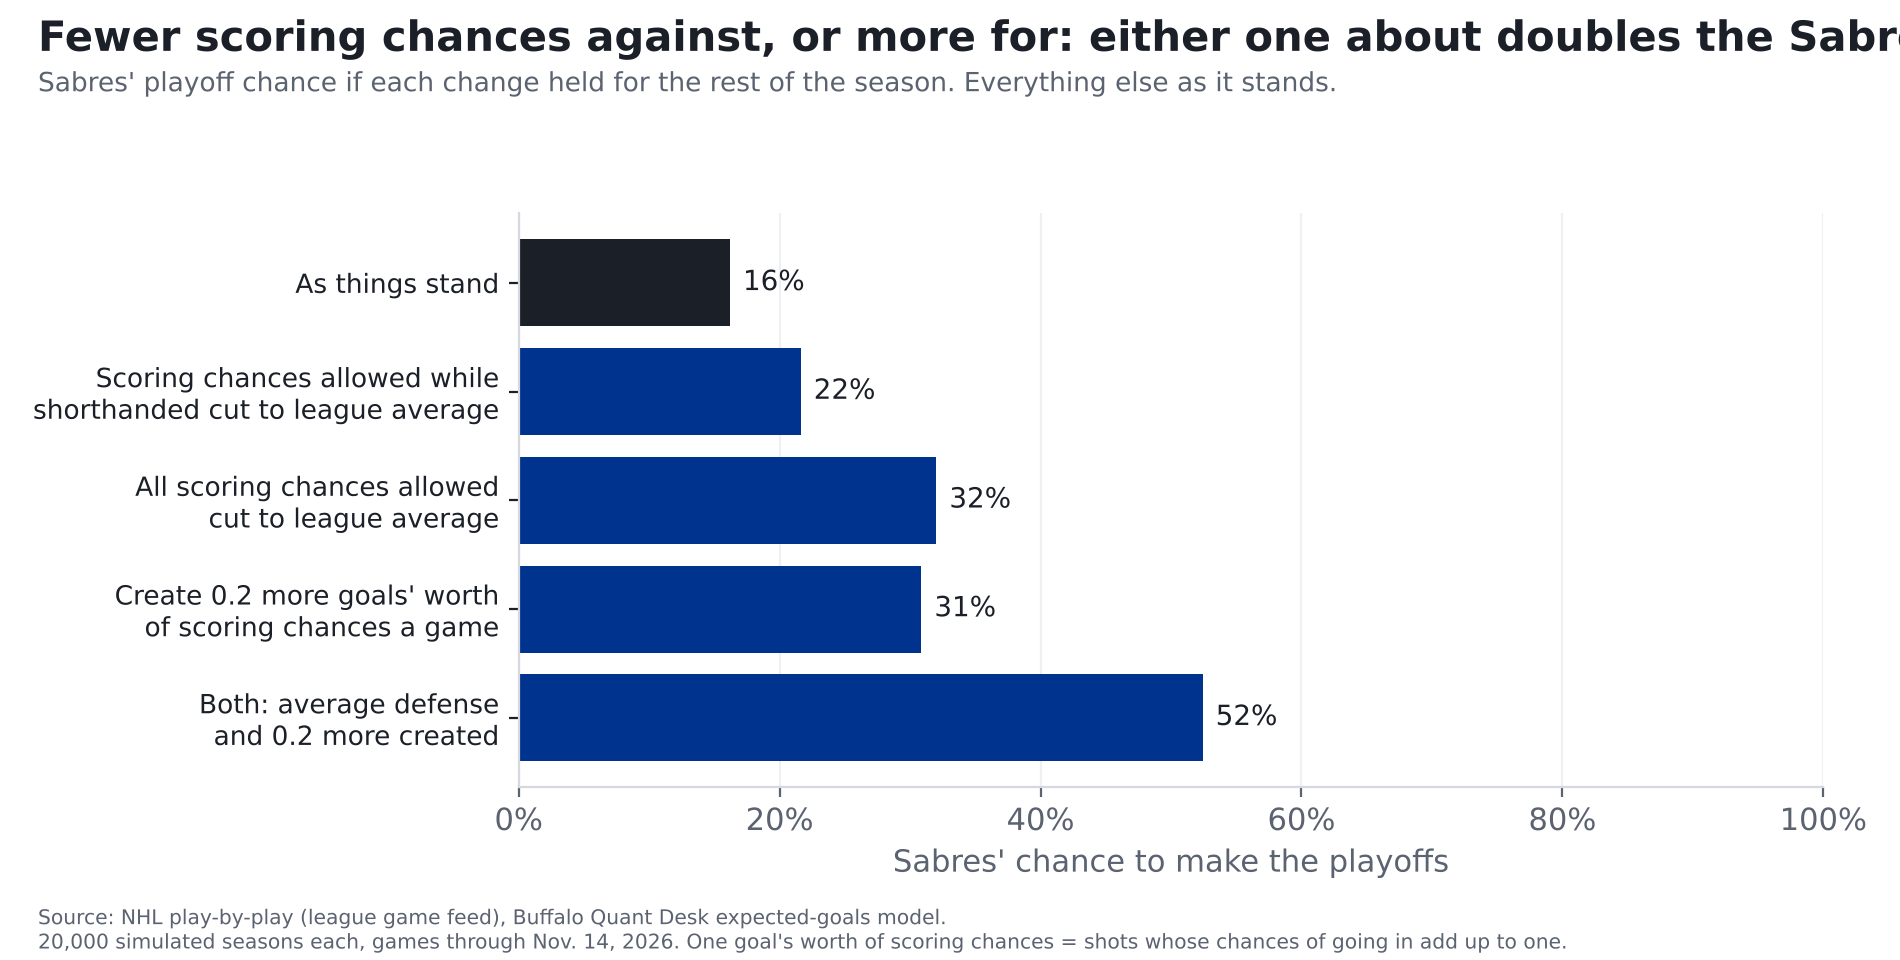 Fewer scoring chances against, or more for: either one about doubles the
Sabres' playoff chance if each change held for the rest of the season. Everything else as it stands.
As things stand
16%
Scoring chances allowed while
shorthanded cut to league average
22%
All scoring chances allowed
cut to league average
32%
Create 0.2 more goals' worth
of scoring chances a game
31%
Both: average defense
and 0.2 more created
52%
0% 20% 40% 60% 80% 100%
Sabres' chance to make the playoffs
Source: NHL play-by-play (league game feed), Buffalo Quant Desk expected-goals model.
20,000 simulated seasons each, games through Nov. 14, 2026. One goal's worth of scoring chances = shots whose chances of going in add up to one.